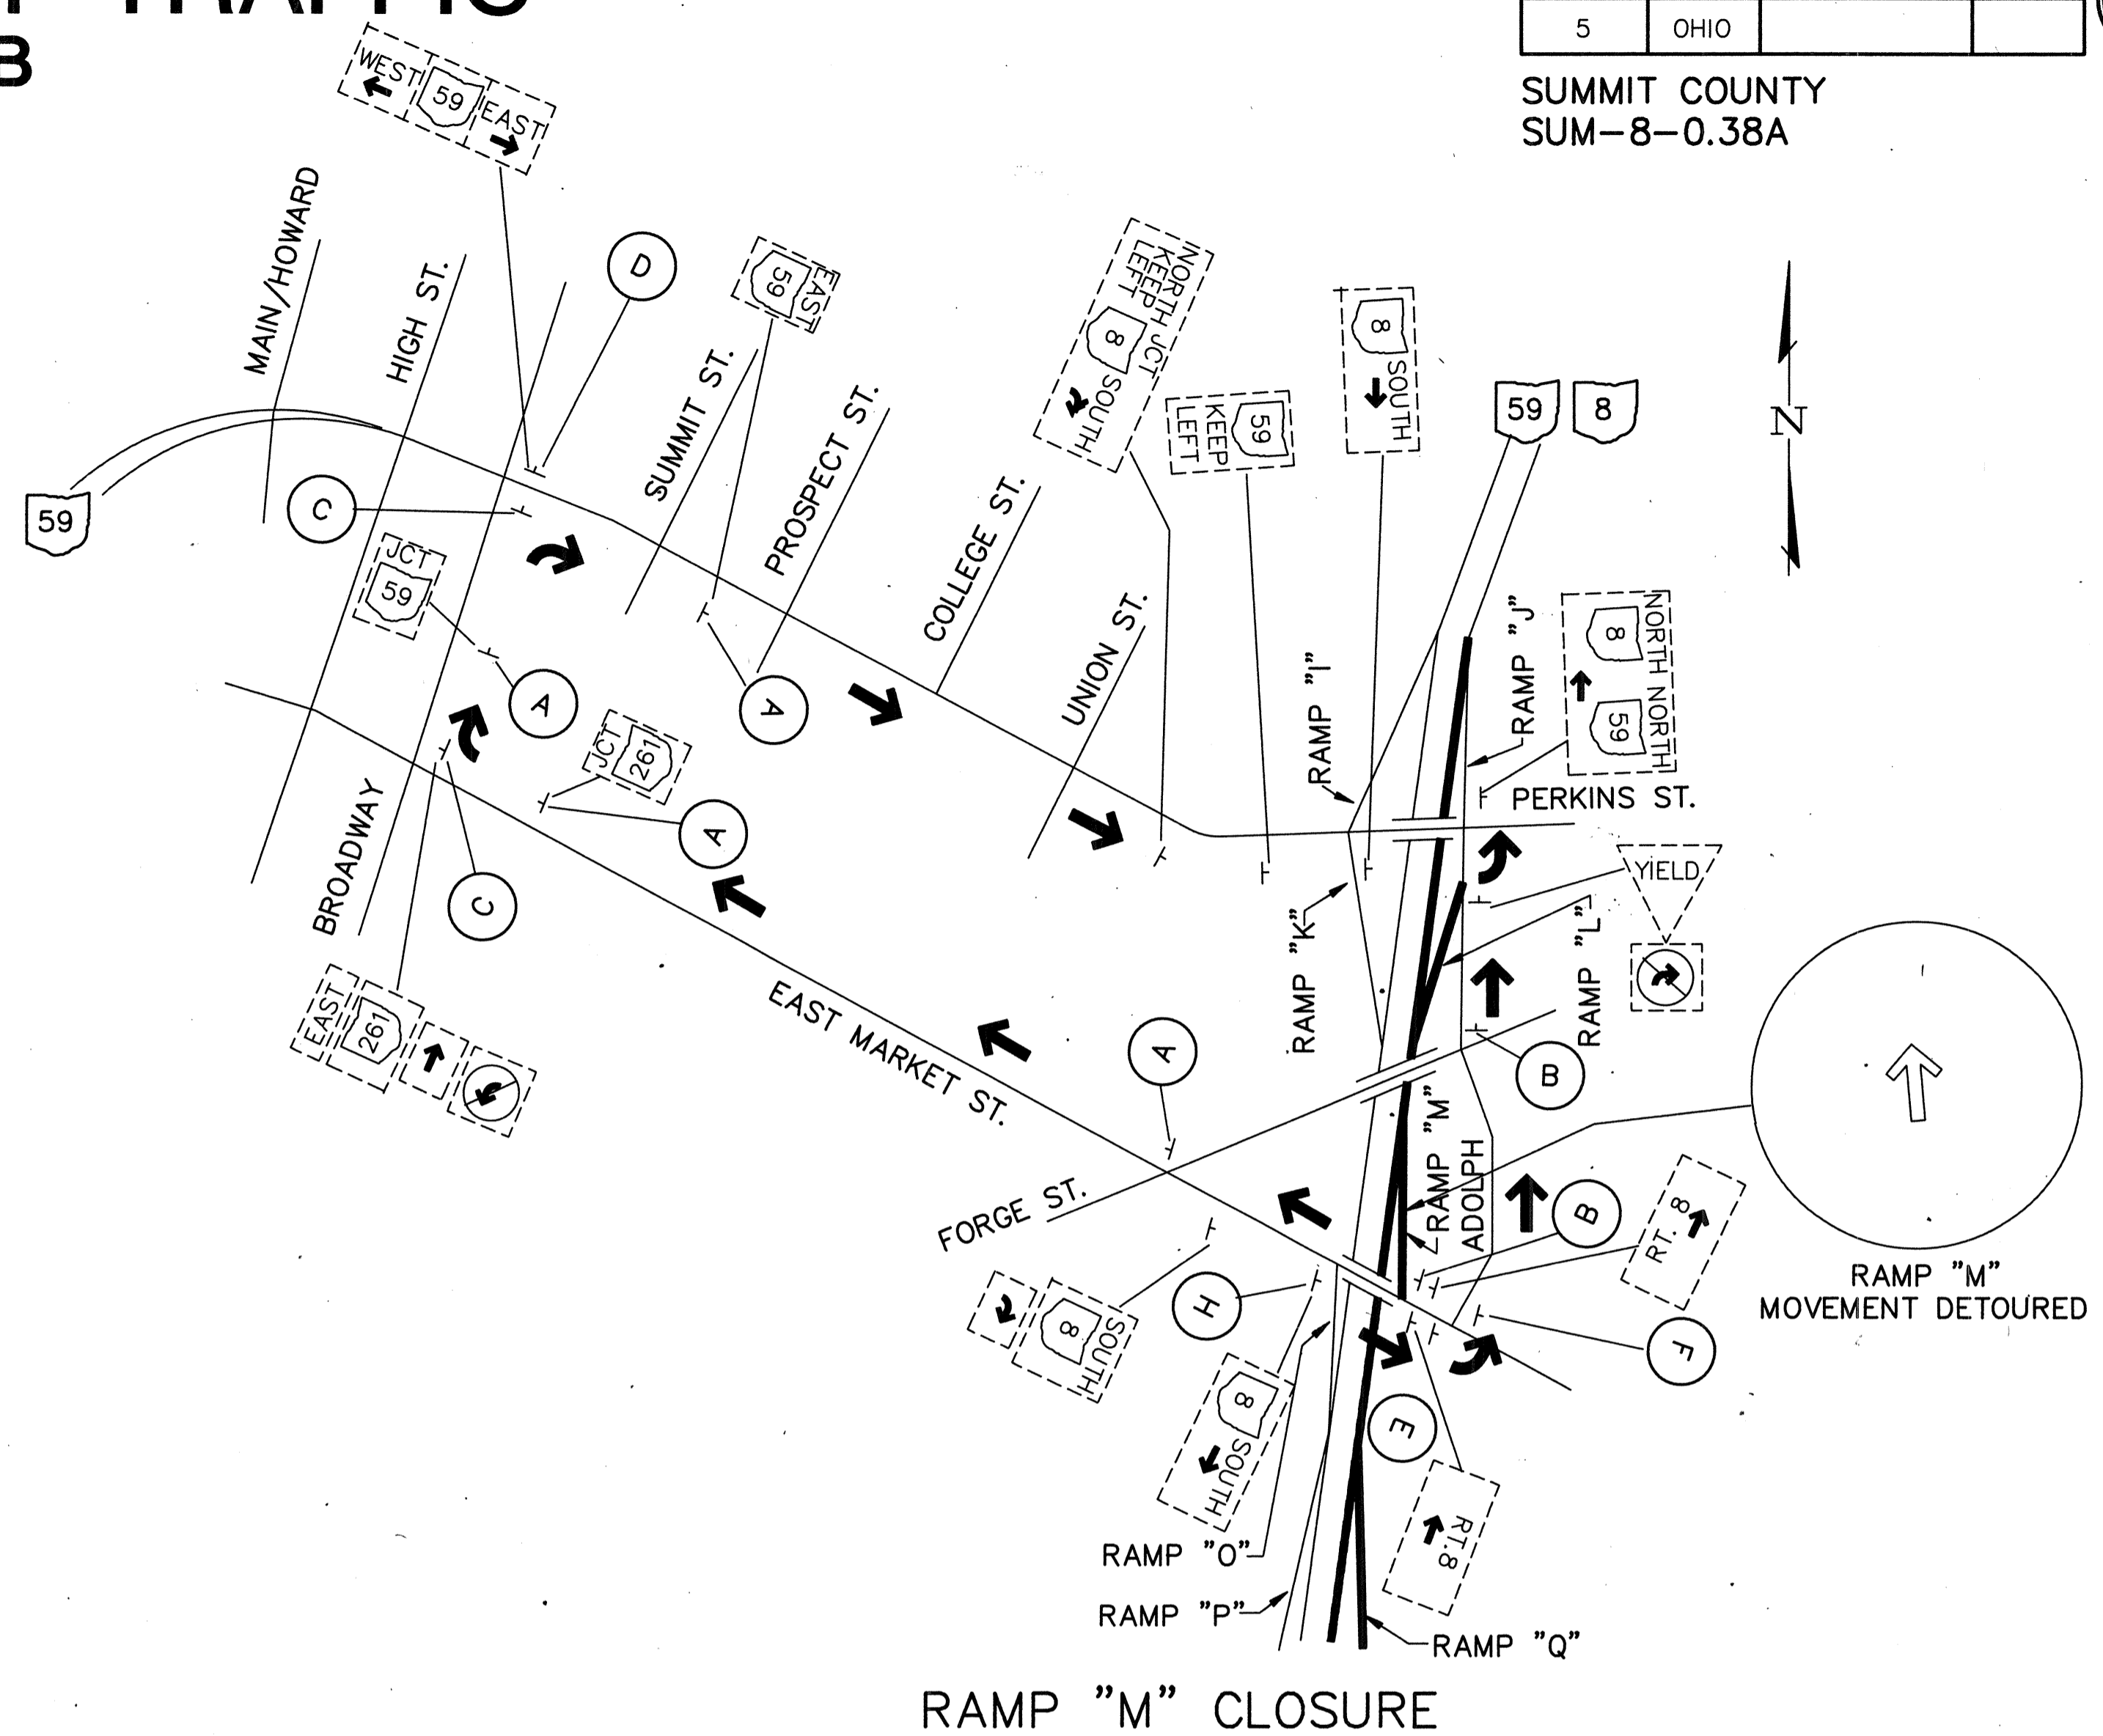 TRAFFIC
B
5 OHIO
SUMMIT COUNTY
SUM-8-0.38A
WEST
59
EAST
MAIN/HOWARD
HIGH ST.
D
59
EAST
SUMMIT ST.
PROSPECT ST.
COLLEGE ST.
UNION ST.
NORTH JCT
KEEP
LEFT
8
SOUTH
59
KEEP
LEFT
8
SOUTH
59
8
N
59
C
JCT
59
A
A
JCT
261
A
C
BROADWAY
EAST
261
EAST MARKET ST.
A
FORGE ST.
RAMP "I"
RAMP "J"
NORTH NORTH
8
59
PERKINS ST.
YIELD
RAMP "K"
RAMP "L"
B
RAMP "M"
ADOLPH
B
RT. 8
RAMP "M"
MOVEMENT DETOURED
F
H
SOUTH
8
8
SOUTH
E
RT.8
RAMP "O"
RAMP "P"
RAMP "Q"
RAMP "M" CLOSURE